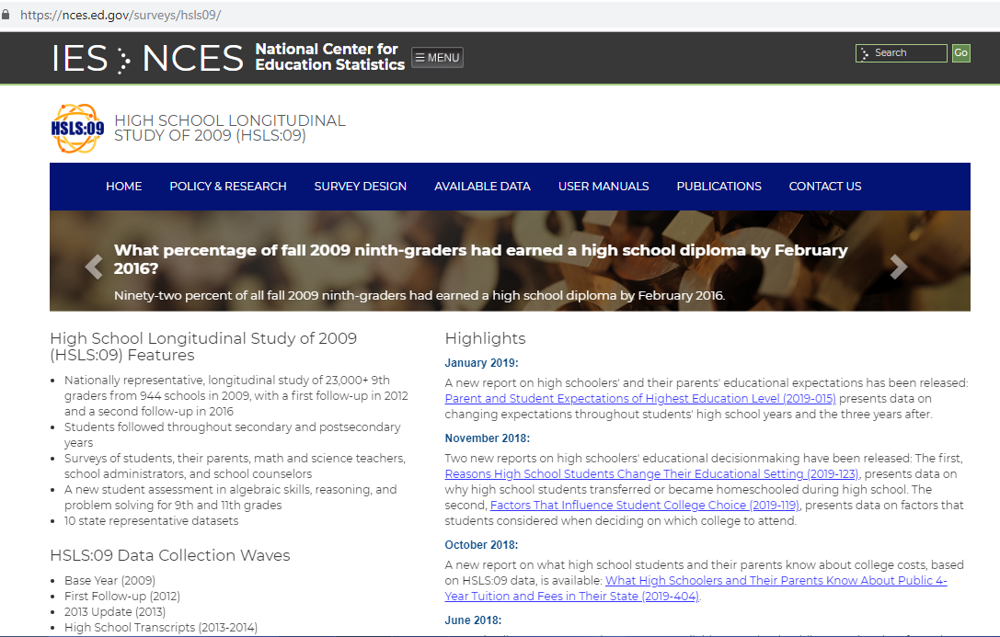 https://nces.ed.gov/surveys/hsls09/
IES NCES National Center for
Education Statistics
☰ MENU
Search
Go
HSLS:09
HIGH SCHOOL LONGITUDINAL
STUDY OF 2009 (HSLS:09)
HOME POLICY & RESEARCH SURVEY DESIGN AVAILABLE DATA USER MANUALS PUBLICATIONS CONTACT US
What percentage of fall 2009 ninth-graders had earned a high school diploma by February
2016?
Ninety-two percent of all fall 2009 ninth-graders had earned a high school diploma by February 2016.
High School Longitudinal Study of 2009
(HSLS:09) Features
• Nationally representative, longitudinal study of 23,000+ 9th
graders from 944 schools in 2009, with a first follow-up in 2012
and a second follow-up in 2016
• Students followed throughout secondary and postsecondary
years
• Surveys of students, their parents, math and science teachers,
school administrators, and school counselors
• A new student assessment in algebraic skills, reasoning, and
problem solving for 9th and 11th grades
• 10 state representative datasets
HSLS:09 Data Collection Waves
• Base Year (2009)
• First Follow-up (2012)
• 2013 Update (2013)
• High School Transcripts (2013-2014)
Highlights
January 2019:
A new report on high schoolers' and their parents' educational expectations has been released:
Parent and Student Expectations of Highest Education Level (2019-015) presents data on
changing expectations throughout students' high school years and the three years after.
November 2018:
Two new reports on high schoolers' educational decisionmaking have been released: The first,
Reasons High School Students Change Their Educational Setting (2019-123), presents data on
why high school students transferred or became homeschooled during high school. The
second, Factors That Influence Student College Choice (2019-119), presents data on factors that
students considered when deciding on which college to attend.
October 2018:
A new report on what high school students and their parents know about college costs, based
on HSLS:09 data, is available: What High Schoolers and Their Parents Know About Public 4-
Year Tuition and Fees in Their State (2019-404).
June 2018: